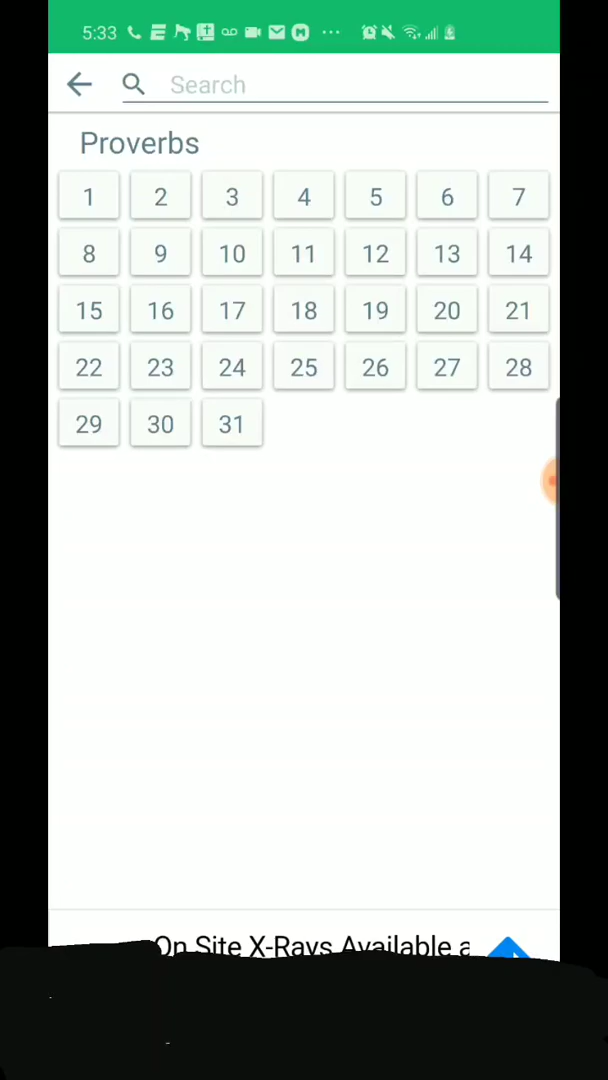 5:33
Search
Proverbs
1 2 3 4 5 6 7
8 9 10 11 12 13 14
15 16 17 18 19 20 21
22 23 24 25 26 27 28
29 30 31
On Site X-Rays Available a